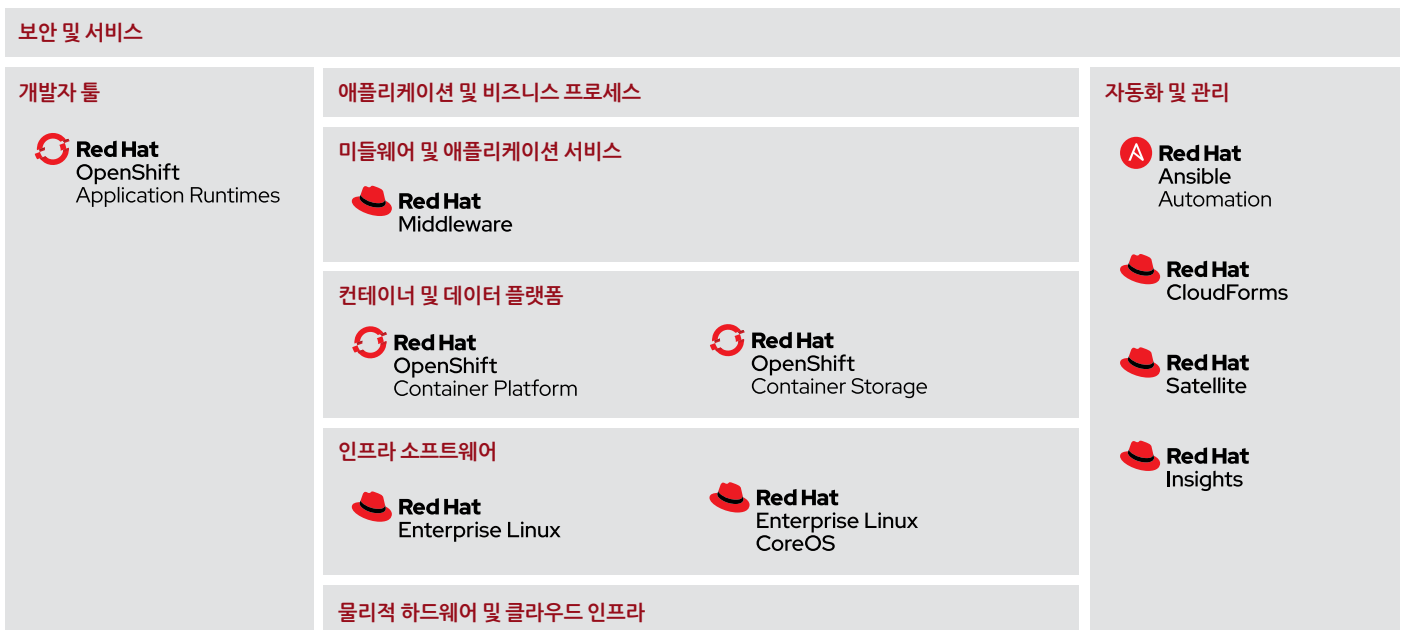 보안 및 서비스
개발자 툴
Red Hat
OpenShift
Application Runtimes
애플리케이션 및 비즈니스 프로세스
미들웨어 및 애플리케이션 서비스
Red Hat
Middleware
컨테이너 및 데이터 플랫폼
Red Hat
OpenShift
Container Platform
Red Hat
OpenShift
Container Storage
인프라 소프트웨어
Red Hat
Enterprise Linux
Red Hat
Enterprise Linux
CoreOS
물리적 하드웨어 및 클라우드 인프라
자동화 및 관리
Red Hat
Ansible
Automation
Red Hat
CloudForms
Red Hat
Satellite
Red Hat
Insights